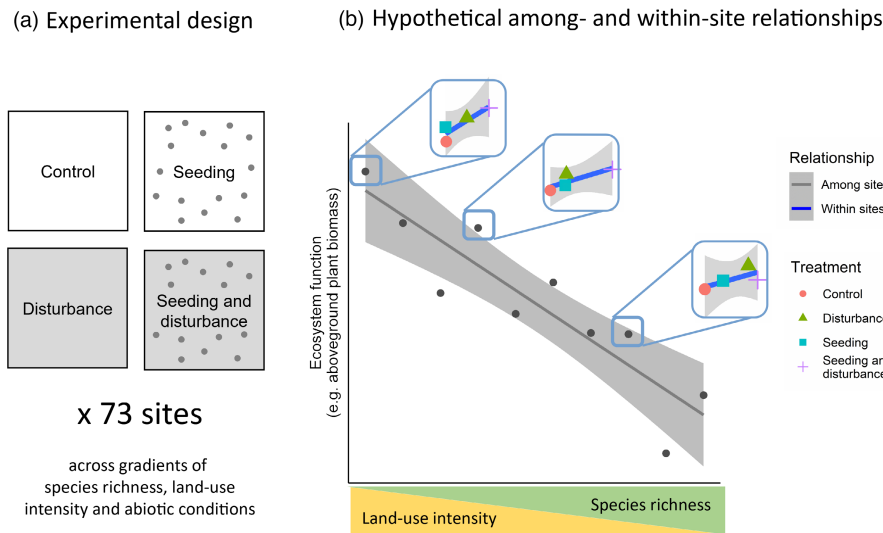 (a) Experimental design
Control
Seeding
Disturbance
Seeding and
disturbance
x 73 sites
across gradients of
species richness, land-use
intensity and abiotic conditions
(b) Hypothetical among- and within-site relationships
Ecosystem function
(e.g. aboveground plant biomass)
Land-use intensity
Species richness
Relationship
Among site
Within sites
Treatment
Control
Disturbance
Seeding
Seeding and
disturbance